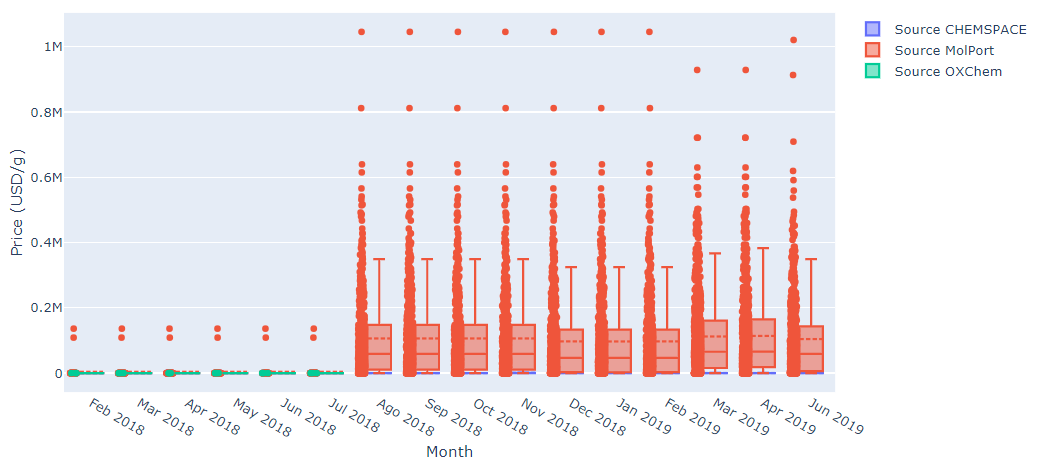 Source CHEMSPACE
Source MolPort
Source OXChem
Price (USD/g)
1M
0.8M
0.6M
0.4M
0.2M
0
Feb 2018
Mar 2018
Apr 2018
May 2018
Jun 2018
Jul 2018
Ago 2018
Sep 2018
Oct 2018
Nov 2018
Dec 2018
Jan 2019
Feb 2019
Mar 2019
Apr 2019
Jun 2019
Month